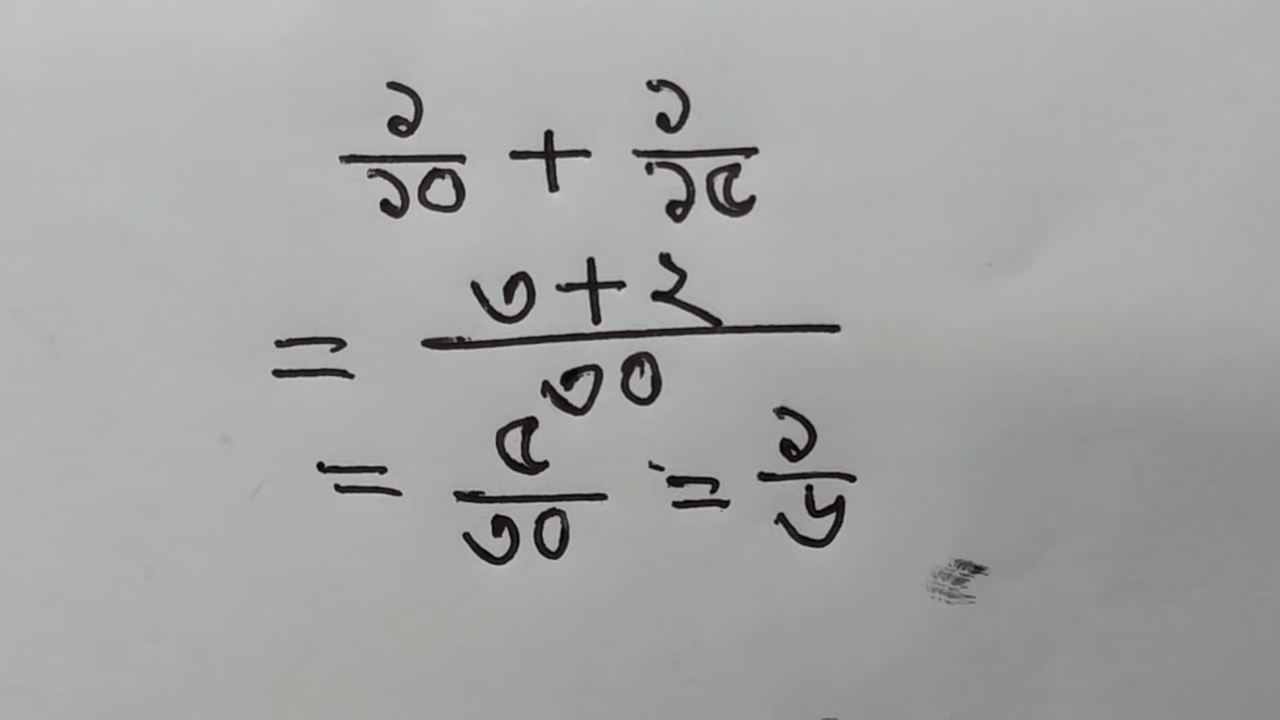 ১/১০ + ১/১৫
= (৩+২)/৩০
= ৫/৩০ = ১/৬